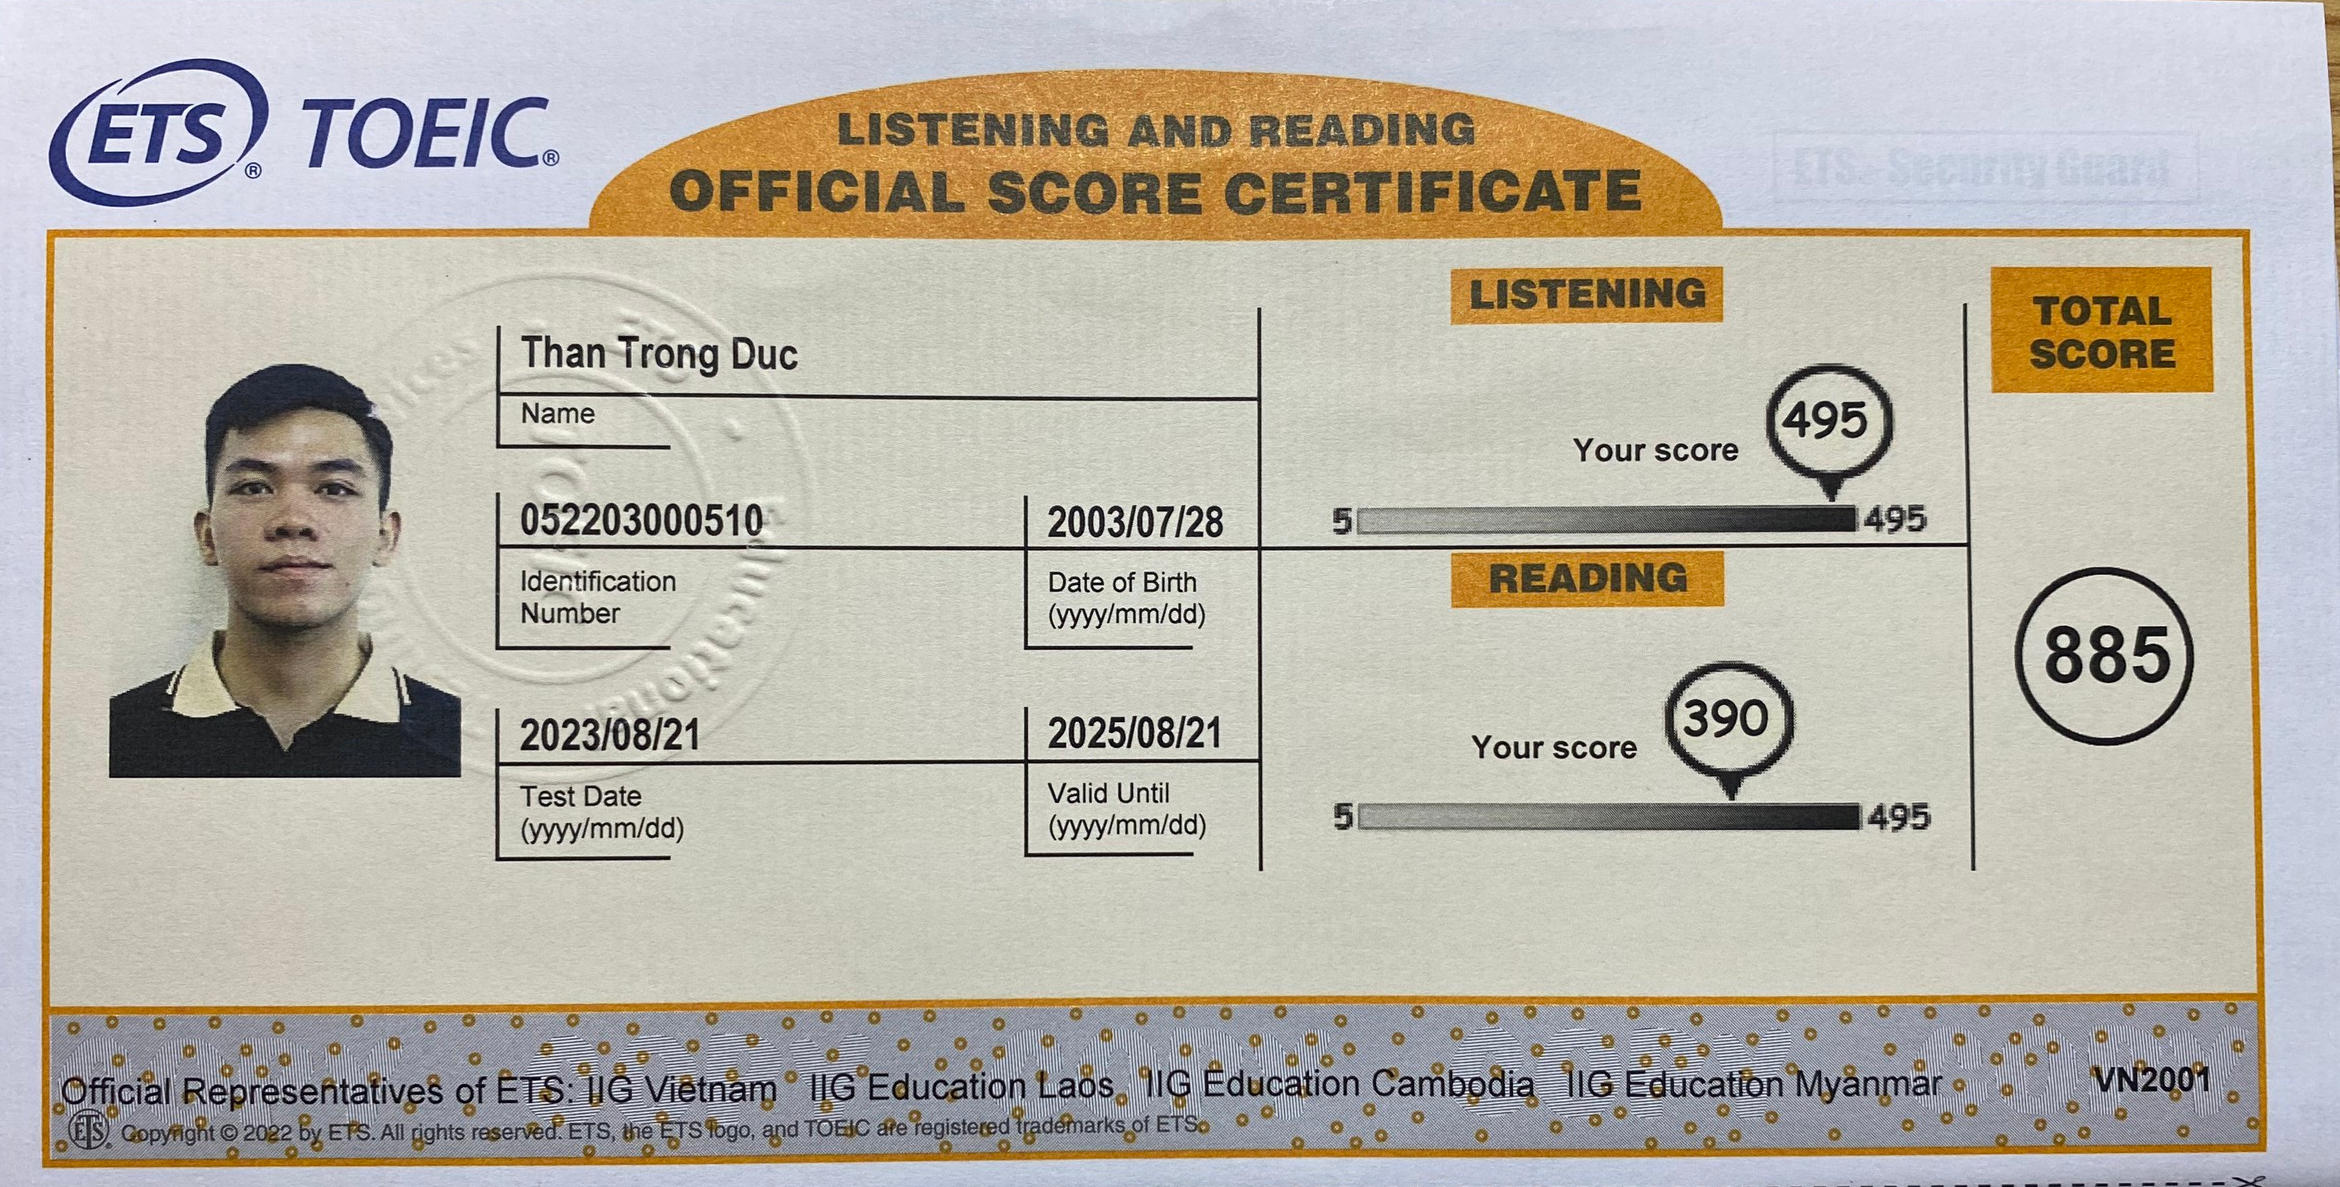 ETS® TOEIC®
LISTENING AND READING
OFFICIAL SCORE CERTIFICATE
ETS® Security Guard
Than Trong Duc
Name
052203000510
Identification
Number
2003/07/28
Date of Birth
(yyyy/mm/dd)
2023/08/21
Test Date
(yyyy/mm/dd)
2025/08/21
Valid Until
(yyyy/mm/dd)
LISTENING
Your score 495
5 495
READING
Your score 390
5 495
TOTAL
SCORE
885
Official Representatives of ETS: IIG Vietnam IIG Education Laos IIG Education Cambodia IIG Education Myanmar VN2001
ETS® Copyright © 2022 by ETS. All rights reserved. ETS, the ETS logo, and TOEIC are registered trademarks of ETS.